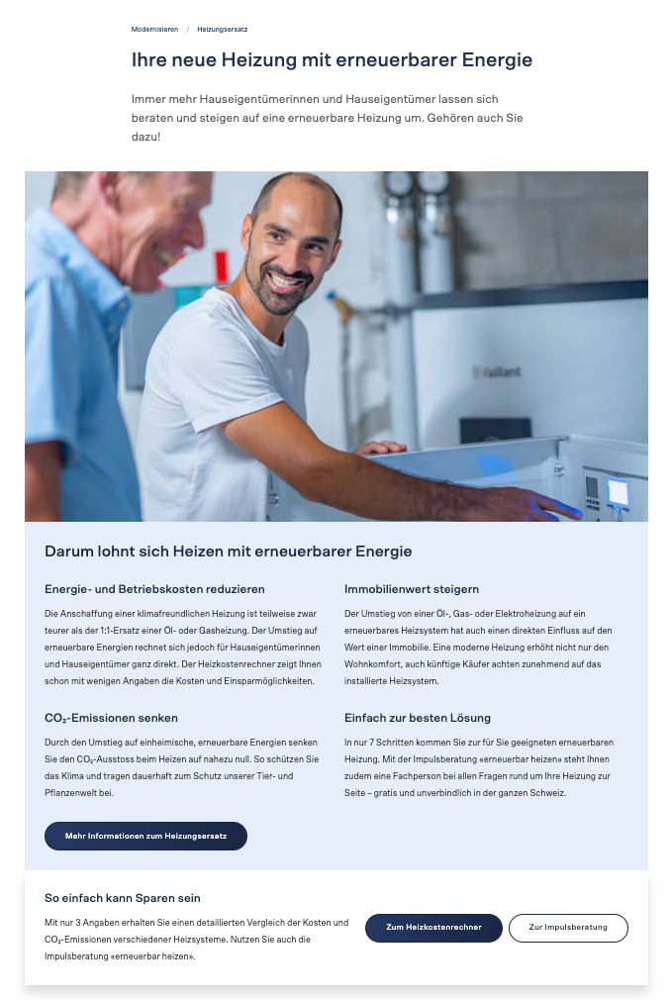 Modernisieren / Heizungsersatz
Ihre neue Heizung mit erneuerbarer Energie
Immer mehr Hauseigentümerinnen und Hauseigentümer lassen sich
beraten und steigen auf eine erneuerbare Heizung um. Gehören auch Sie
dazu!
Vaillant
Darum lohnt sich Heizen mit erneuerbarer Energie
Energie- und Betriebskosten reduzieren
Die Anschaffung einer klimafreundlichen Heizung ist teilweise zwar
teurer als der 1:1-Ersatz einer Öl- oder Gasheizung. Der Umstieg auf
erneuerbare Energien rechnet sich jedoch für Hauseigentümerinnen
und Hauseigentümer ganz direkt. Der Heizkostenrechner zeigt Ihnen
schon mit wenigen Angaben die Kosten und Einsparmöglichkeiten.
Immobilienwert steigern
Der Umstieg von einer Öl-, Gas- oder Elektroheizung auf ein
erneuerbares Heizsystem hat auch einen direkten Einfluss auf den
Wert einer Immobilie. Eine moderne Heizung erhöht nicht nur den
Wohnkomfort, auch künftige Käufer achten zunehmend auf das
installierte Heizsystem.
CO₂-Emissionen senken
Durch den Umstieg auf einheimische, erneuerbare Energien senken
Sie den CO₂-Ausstoss beim Heizen auf nahezu null. So schützen Sie
das Klima und tragen dauerhaft zum Schutz unserer Tier- und
Pflanzenwelt bei.
Einfach zur besten Lösung
In nur 7 Schritten kommen Sie zur für Sie geeigneten erneuerbaren
Heizung. Mit der Impulsberatung «erneuerbar heizen» steht Ihnen
zudem eine Fachperson bei allen Fragen rund um Ihre Heizung zur
Seite – gratis und unverbindlich in der ganzen Schweiz.
Mehr Informationen zum Heizungsersatz
So einfach kann Sparen sein
Mit nur 3 Angaben erhalten Sie einen detaillierten Vergleich der Kosten und
CO₂-Emissionen verschiedener Heizsysteme. Nutzen Sie auch die
Impulsberatung «erneuerbar heizen».
Zum Heizkostenrechner
Zur Impulsberatung